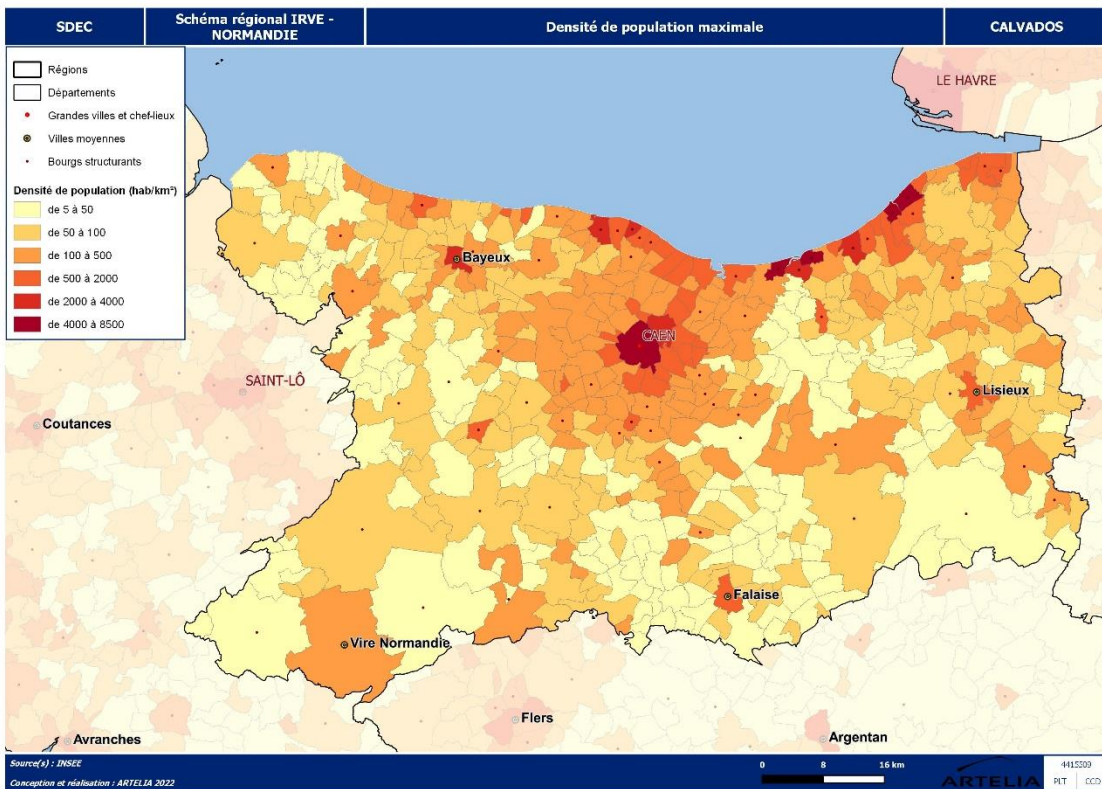 SDEC
Schéma régional IRVE -
NORMANDIE
Densité de population maximale
CALVADOS
Régions
Départements
Grandes villes et chef-lieux
Villes moyennes
Bourgs structurants
Densité de population (hab/km²)
de 5 à 50
de 50 à 100
de 100 à 500
de 500 à 2000
de 2000 à 4000
de 4000 à 8500
LE HAVRE
Bayeux
CAEN
SAINT-LÔ
Lisieux
Coutances
Falaise
Vire Normandie
Flers
Avranches
Argentan
Source(s) : INSEE
Conception et réalisation : ARTELIA 2022
0 8 16 km
ARTELIA
4415309
PLT CCD